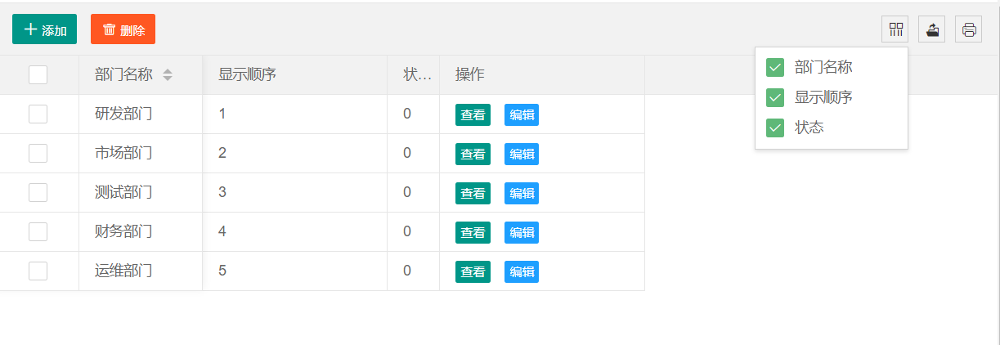 添加 删除
部门名称 显示顺序 状... 操作
研发部门 1 0 查看 编辑
市场部门 2 0 查看 编辑
测试部门 3 0 查看 编辑
财务部门 4 0 查看 编辑
运维部门 5 0 查看 编辑
部门名称
显示顺序
状态